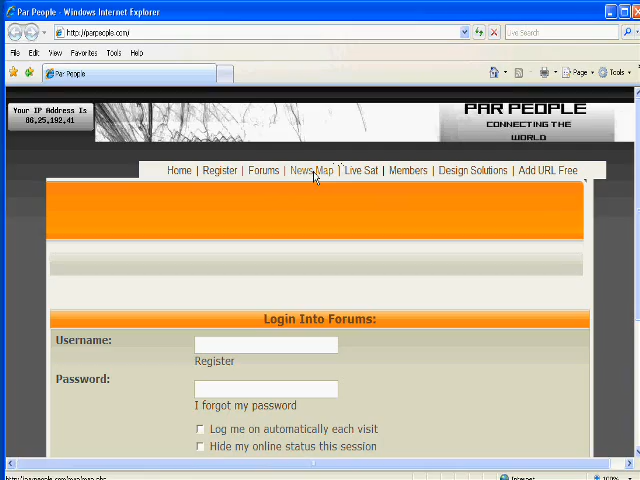 Par People - Windows Internet Explorer
http://parpeople.com/
Live Search
File Edit View Favorites Tools Help
Par People
Page Tools
Your IP Address Is
86.25.192.41
PAR PEOPLE
CONNECTING THE
WORLD
Home | Register | Forums | News Map | Live Sat | Members | Design Solutions | Add URL Free
Login Into Forums:
Username:
Register
Password:
I forgot my password
Log me on automatically each visit
Hide my online status this session
Internet
100%